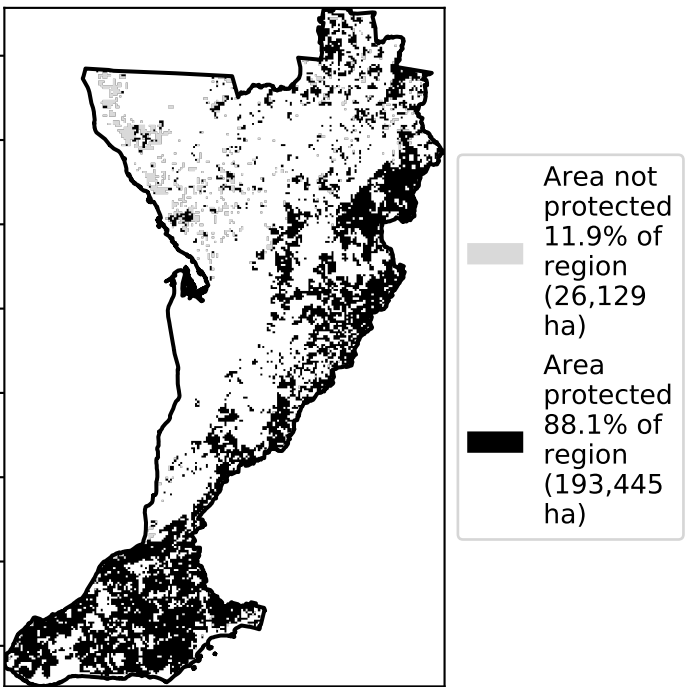 Area not
protected
11.9% of
region
(26,129
ha)
Area
protected
88.1% of
region
(193,445
ha)